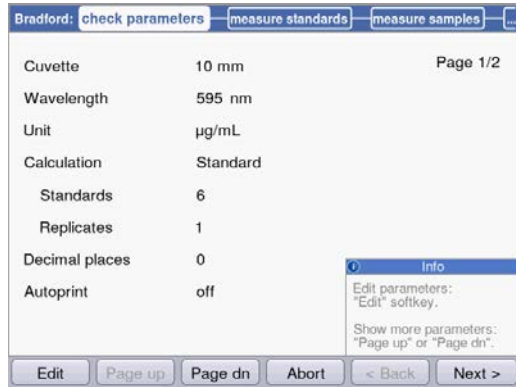 Bradford: check parameters measure standards measure samples ...
Cuvette 10 mm Page 1/2
Wavelength 595 nm
Unit µg/mL
Calculation Standard
Standards 6
Replicates 1
Decimal places 0
Autoprint off
Info
Edit parameters:
"Edit" softkey.
Show more parameters:
"Page up" or "Page dn".
Edit Page up Page dn Abort < Back Next >